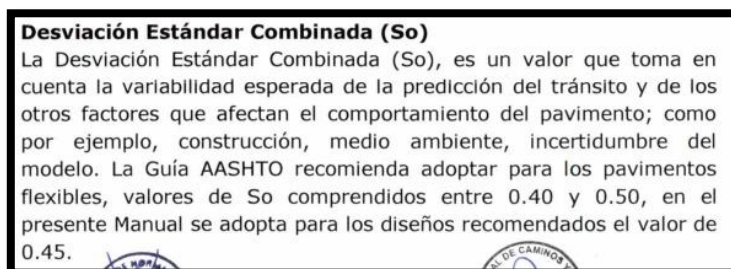 Desviación Estándar Combinada (So)
La Desviación Estándar Combinada (So), es un valor que toma en
cuenta la variabilidad esperada de la predicción del tránsito y de los
otros factores que afectan el comportamiento del pavimento; como
por ejemplo, construcción, medio ambiente, incertidumbre del
modelo. La Guía AASHTO recomienda adoptar para los pavimentos
flexibles, valores de So comprendidos entre 0.40 y 0.50, en el
presente Manual se adopta para los diseños recomendados el valor de
0.45.
DE CAMINOS Y